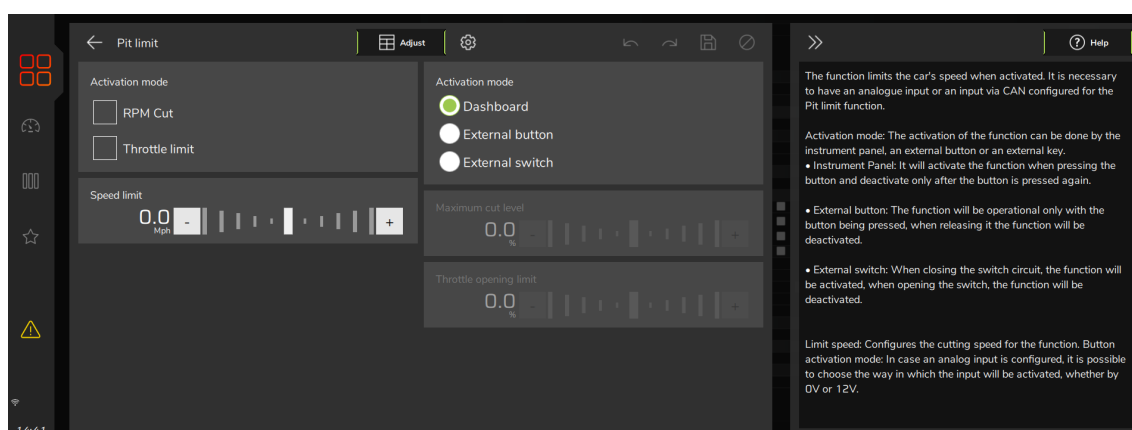 Pit limit
Adjust
Activation mode
RPM Cut
Throttle limit
Speed limit
0.0
Mph
-
+
Activation mode
Dashboard
External button
External switch
Maximum cut level
0.0
%
-
+
Throttle opening limit
0.0
%
-
+
Help
The function limits the car's speed when activated. It is necessary
to have an analogue input or an input via CAN configured for the
Pit limit function.
Activation mode: The activation of the function can be done by the
instrument panel, an external button or an external key.
• Instrument Panel: It will activate the function when pressing the
button and deactivate only after the button is pressed again.
• External button: The function will be operational only with the
button being pressed, when releasing it the function will be
deactivated.
• External switch: When closing the switch circuit, the function will
be activated, when opening the switch, the function will be
deactivated.
Limit speed: Configures the cutting speed for the function. Button
activation mode: In case an analog input is configured, it is possible
to choose the way in which the input will be activated, whether by
0V or 12V.